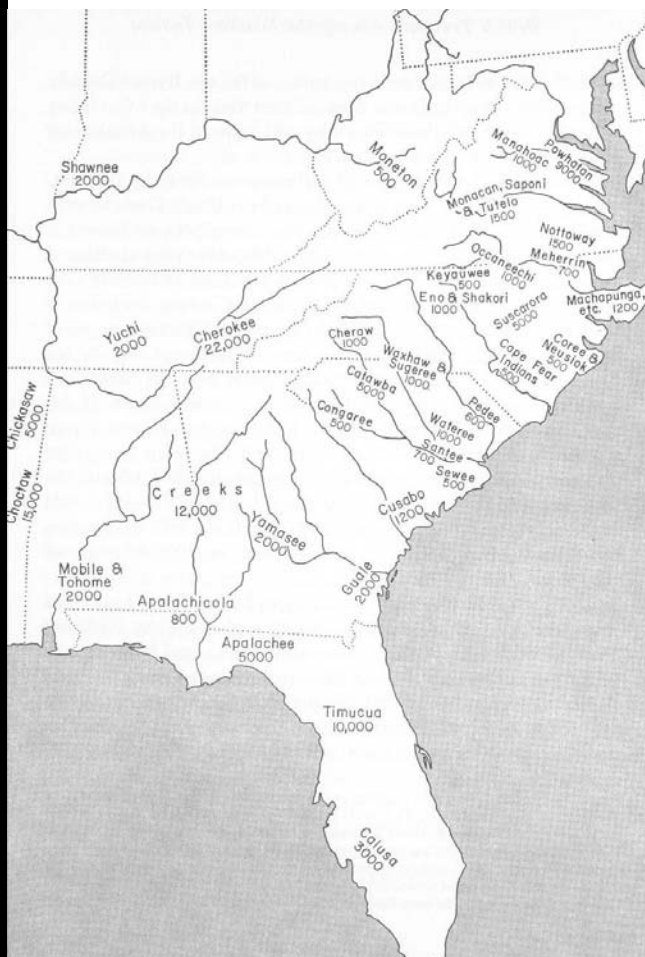 Shawnee
2000
Moneton
500
Manahoac
1000
Powhatan
9000
Monacan, Saponi
& Tutelo
1500
Nottoway
1500
Meherrin
700
Occaneechi
1000
Keyauwee
500
Eno & Shakori
1000
Machapunga,
etc. 1200
Suscarora
5000
Coree &
Neusiok
500
Cape Fear
Indians
500
Yuchi
2000
Cherokee
22,000
Cheraw
1000
Waxhaw &
Sugeree
1000
Catawba
5000
Pedee
600
Congaree
500
Wateree
1000
Santee
700
Sewee
500
Cusabo
1200
Chickasaw
5000
Choctaw
15,000
Creeks
12,000
Yamasee
2000
Guale
2000
Mobile &
Tohome
2000
Apalachicola
800
Apalachee
5000
Timucua
10,000
Calusa
3000